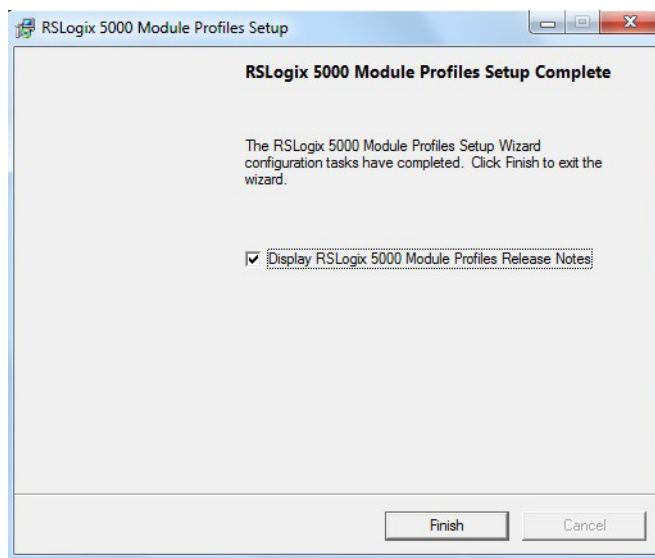 RSLogix 5000 Module Profiles Setup
RSLogix 5000 Module Profiles Setup Complete
The RSLogix 5000 Module Profiles Setup Wizard
configuration tasks have completed. Click Finish to exit the
wizard.
Display RSLogix 5000 Module Profiles Release Notes
Finish
Cancel